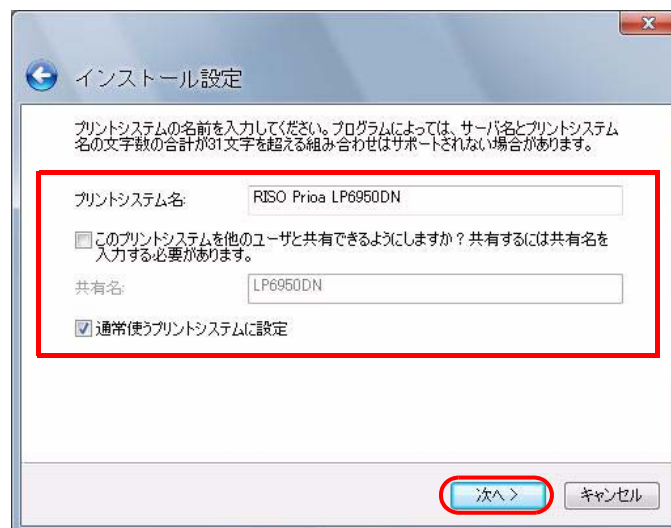 インストール設定
プリントシステムの名前を入力してください。プログラムによっては、サーバ名とプリントシステム
名の文字数の合計が31文字を超える組み合わせはサポートされない場合があります。
プリントシステム名:
RISO Prioa LP6950DN
このプリントシステムを他のユーザと共有できるようにしますか？共有するには共有名を
入力する必要があります。
共有名:
LP6950DN
通常使うプリントシステムに設定
次へ >
キャンセル